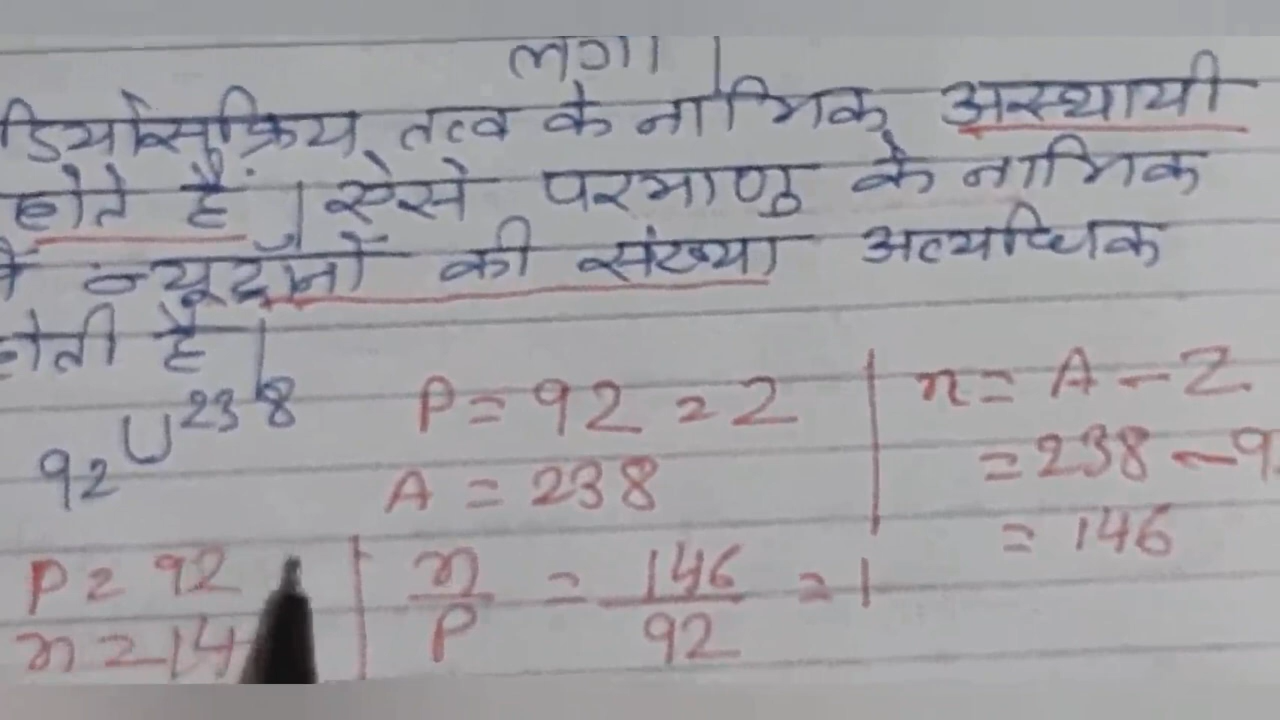 लगा।
डियोसक्रिय तत्व के नाभिक अस्थायी
होते हैं। ऐसे परमाणु के नाभिक
में न्यूट्रानों की संख्या अत्यधिक
होती है।
92U238
P = 92 = Z
A = 238
n = A - Z
= 238 - 9
= 146
P = 92
n = 14
n/P = 146/92 = 1